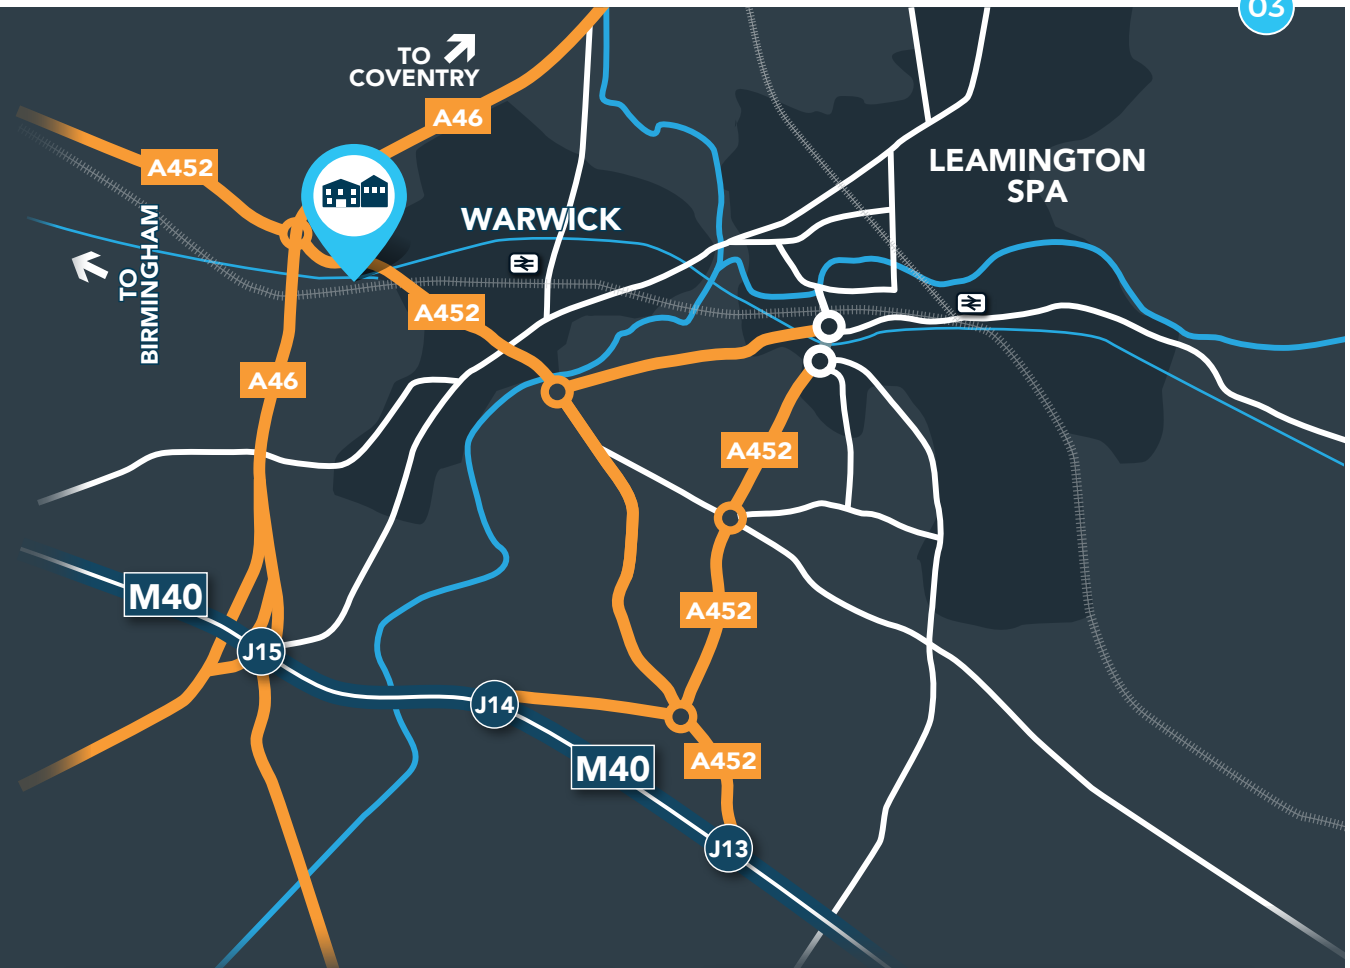 03
TO
COVENTRY
A46
A452
LEAMINGTON
SPA
WARWICK
TO
BIRMINGHAM
A452
A46
A452
M40
A452
J15
J14
M40
A452
J13